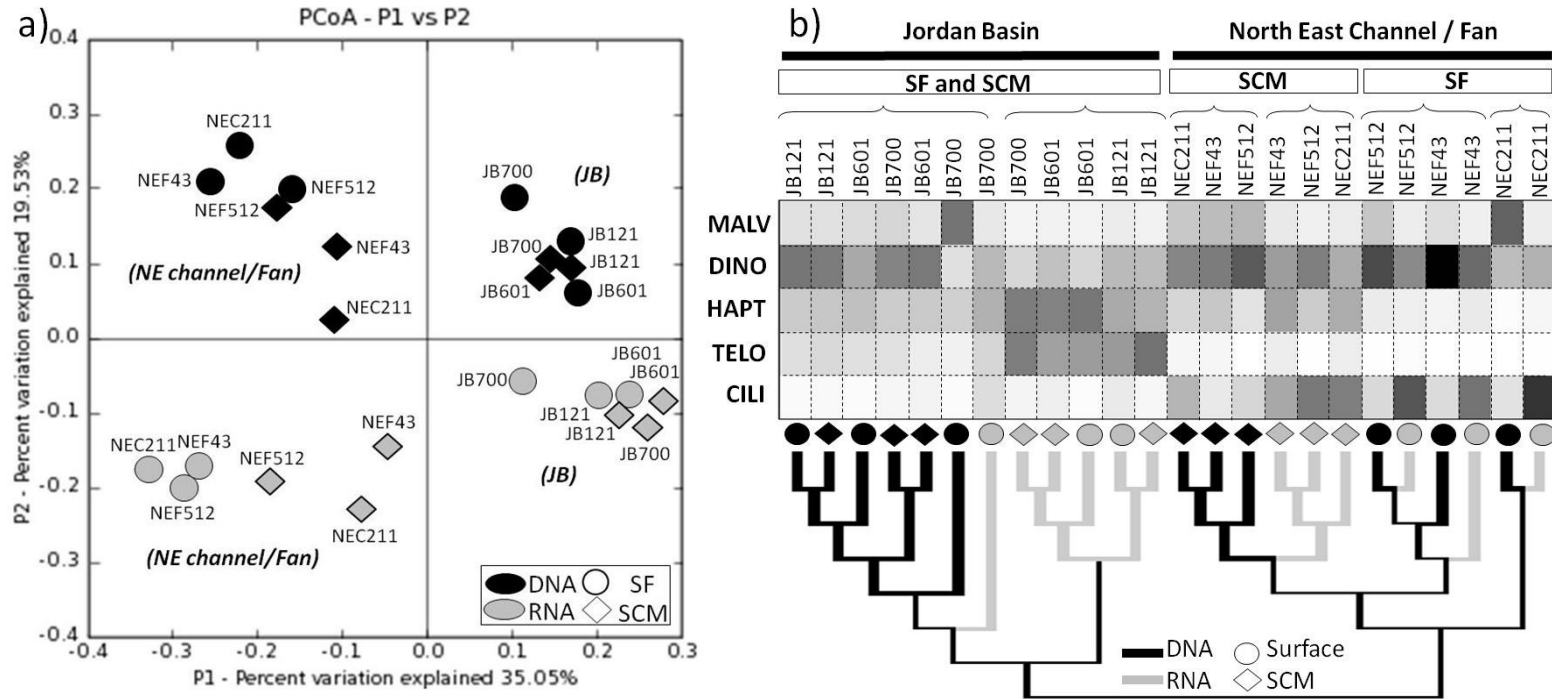 a)
PCoA - P1 vs P2
P2 - Percent variation explained 19.53%
0.4
0.3
0.2
0.1
0.0
-0.1
-0.2
-0.3
-0.4
NEC211
NEF43
NEF512
NEF512
NEF43
(NE channel/Fan)
NEC211
JB700
(JB)
JB121
JB700
JB121
JB601
JB601
JB601
JB700
JB601
JB121
JB121
JB700
(JB)
NEF43
NEC211
NEF43
NEF512
NEF512
NEC211
(NE channel/Fan)
DNA
SF
RNA
SCM
-0.4 -0.3 -0.2 -0.1 0.0 0.1 0.2 0.3
P1 - Percent variation explained 35.05%
b)
Jordan Basin
North East Channel / Fan
SF and SCM
SCM
SF
JB121
JB121
JB601
JB700
JB601
JB700
JB700
JB700
JB601
JB601
JB121
JB121
NEC211
NEF43
NEF512
NEF43
NEF512
NEC211
NEF512
NEF512
NEF43
NEF43
NEC211
NEC211
MALV
DINO
HAPT
TELO
CILI
DNA
Surface
RNA
SCM